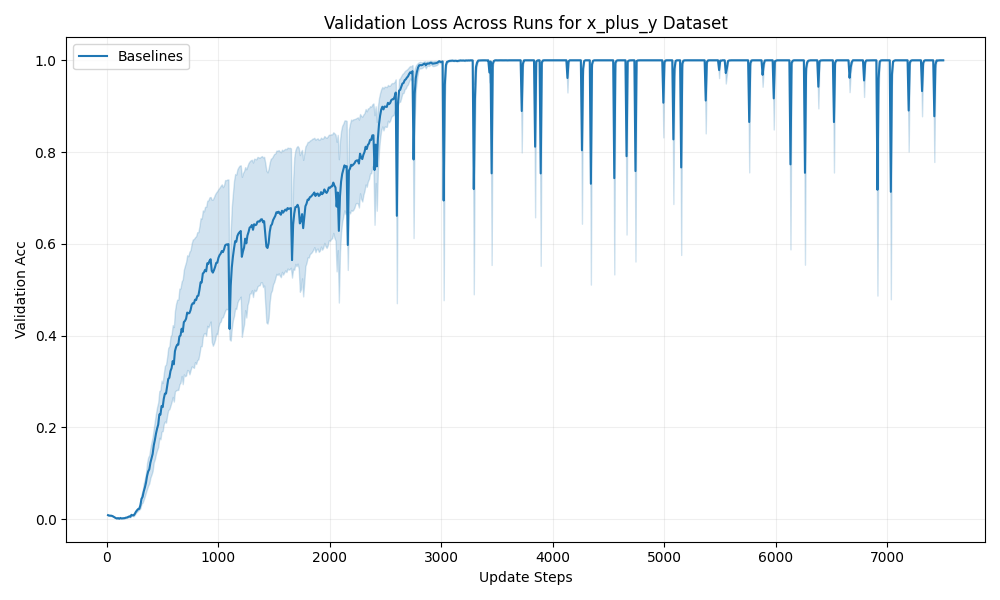 Validation Loss Across Runs for x_plus_y Dataset
Baselines
Validation Acc
1.0
0.8
0.6
0.4
0.2
0.0
0 1000 2000 3000 4000 5000 6000 7000
Update Steps